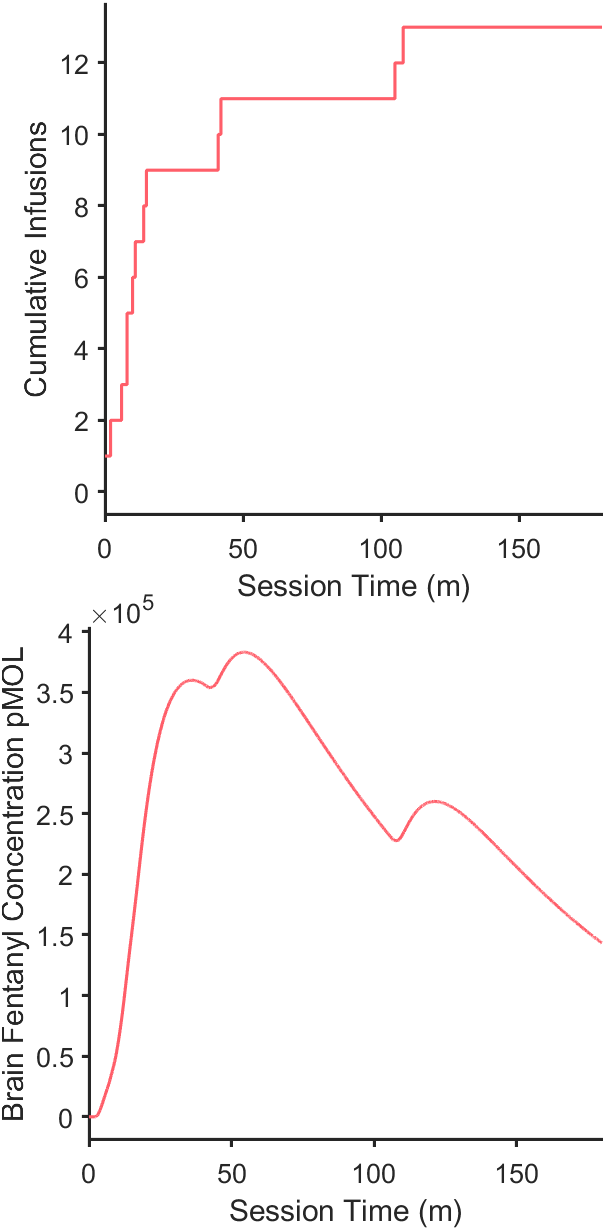 Cumulative Infusions
12
10
8
6
4
2
0
0 50 100 150
Session Time (m)
×10⁵
Brain Fentanyl Concentration pMOL
4
3.5
3
2.5
2
1.5
1
0.5
0
0 50 100 150
Session Time (m)